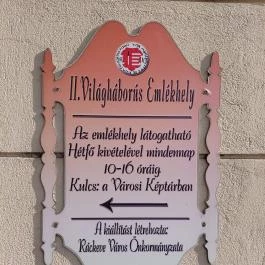 II. Világháborús Emlékhely
Az emlékhely látogatható
Hétfő kivételével mindennap
10-16 óráig
Kulcs: a Városi Képtárban
A kiállítást létrehozta:
Ráckeve Város Önkormányzata